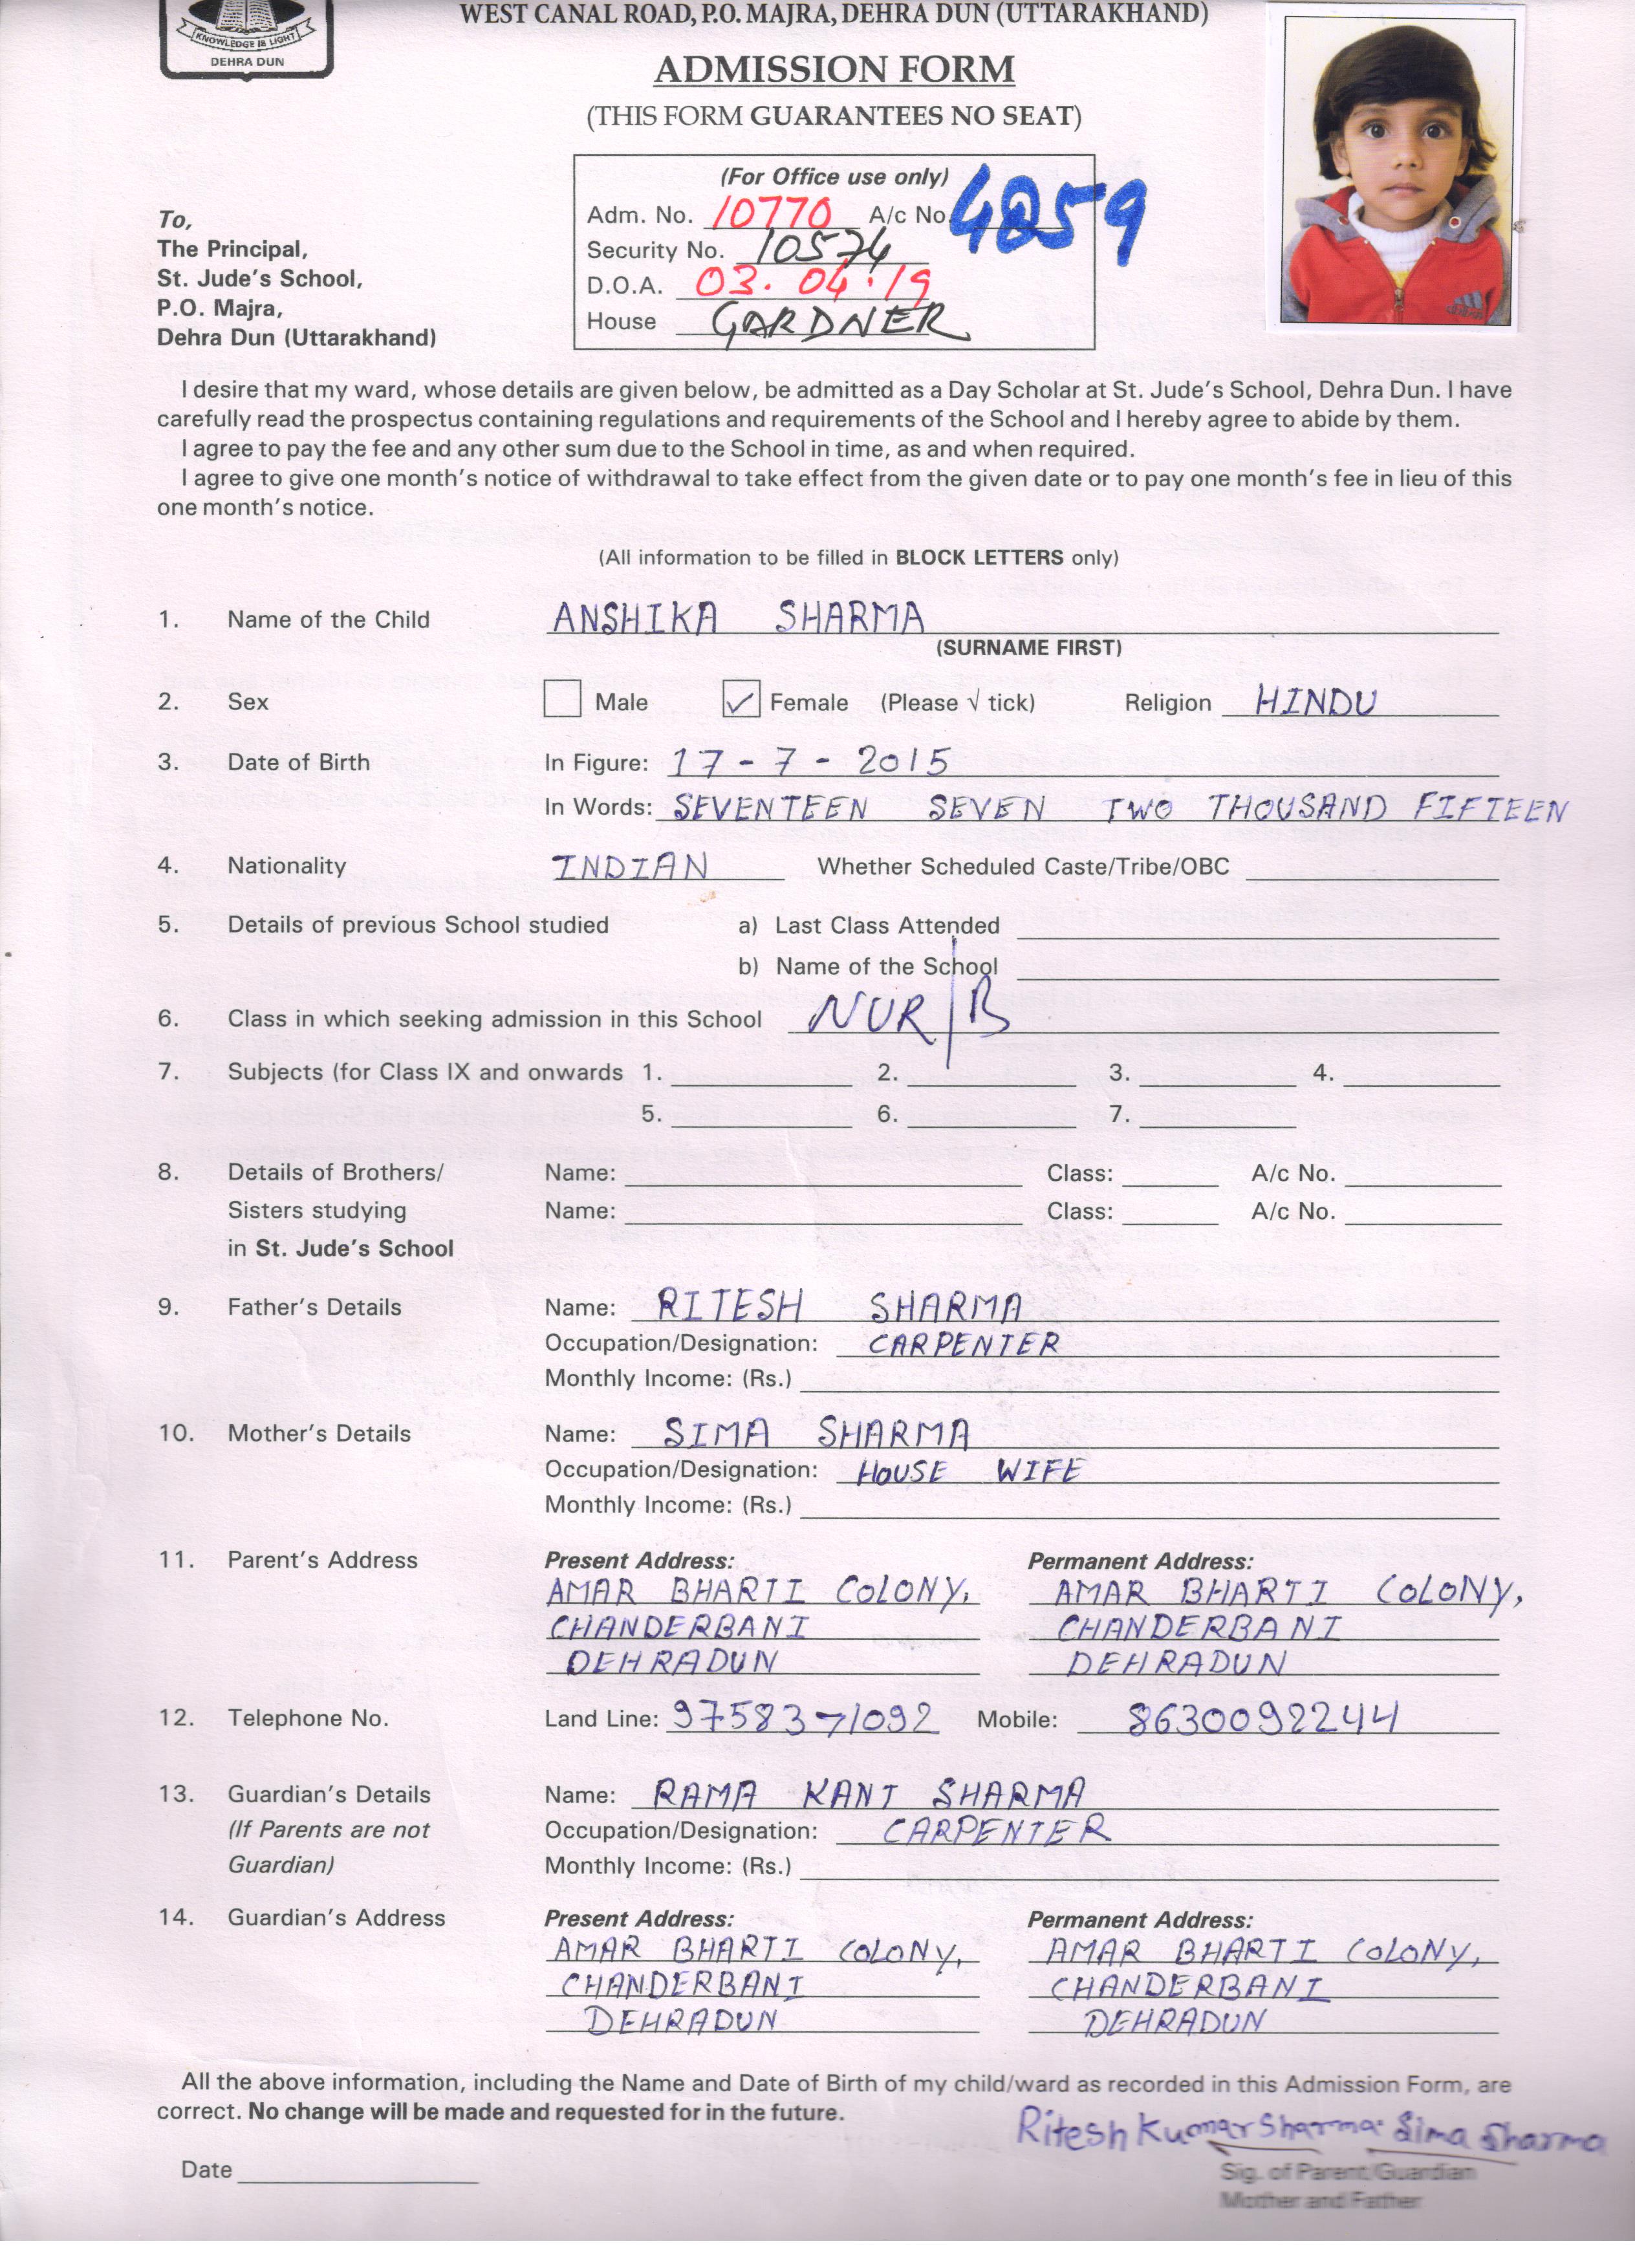 KNOWLEDGE IS LIGHT
DEHRA DUN
WEST CANAL ROAD, P.O. MAJRA, DEHRA DUN (UTTARAKHAND)
ADMISSION FORM
(THIS FORM GUARANTEES NO SEAT)
(For Office use only)
Adm. No. 10770 A/c No. 4059
Security No. 10574
D.O.A. 03.04.19
House GARDNER
To,
The Principal,
St. Jude's School,
P.O. Majra,
Dehra Dun (Uttarakhand)
I desire that my ward, whose details are given below, be admitted as a Day Scholar at St. Jude's School, Dehra Dun. I have
carefully read the prospectus containing regulations and requirements of the School and I hereby agree to abide by them.
I agree to pay the fee and any other sum due to the School in time, as and when required.
I agree to give one month's notice of withdrawal to take effect from the given date or to pay one month's fee in lieu of this
one month's notice.
(All information to be filled in BLOCK LETTERS only)
1. Name of the Child ANSHIKA SHARMA
(SURNAME FIRST)
2. Sex Male ✓ Female (Please √ tick) Religion HINDU
3. Date of Birth In Figure: 17 - 7 - 2015
In Words: SEVENTEEN SEVEN TWO THOUSAND FIFTEEN
4. Nationality INDIAN Whether Scheduled Caste/Tribe/OBC
5. Details of previous School studied a) Last Class Attended
b) Name of the School
6. Class in which seeking admission in this School NUR/B
7. Subjects (for Class IX and onwards 1. 2. 3. 4.
5. 6. 7.
8. Details of Brothers/ Name: Class: A/c No.
Sisters studying Name: Class: A/c No.
in St. Jude's School
9. Father's Details Name: RITESH SHARMA
Occupation/Designation: CARPENTER
Monthly Income: (Rs.)
10. Mother's Details Name: SIMA SHARMA
Occupation/Designation: HOUSE WIFE
Monthly Income: (Rs.)
11. Parent's Address Present Address: Permanent Address:
AMAR BHARTI COLONY, AMAR BHARTI COLONY,
CHANDERBANI CHANDERBANI
DEHRADUN DEHRADUN
12. Telephone No. Land Line: 9758371092 Mobile: 8630092244
13. Guardian's Details Name: RAMA KANT SHARMA
(If Parents are not Occupation/Designation: CARPENTER
Guardian) Monthly Income: (Rs.)
14. Guardian's Address Present Address: Permanent Address:
AMAR BHARTI COLONY, AMAR BHARTI COLONY,
CHANDERBANI CHANDERBANI
DEHRADUN DEHRADUN
All the above information, including the Name and Date of Birth of my child/ward as recorded in this Admission Form, are
correct. No change will be made and requested for in the future.
Ritesh Kumar Sharma Sima Sharma
Date Sig. of Parent/Guardian
Mother and Father